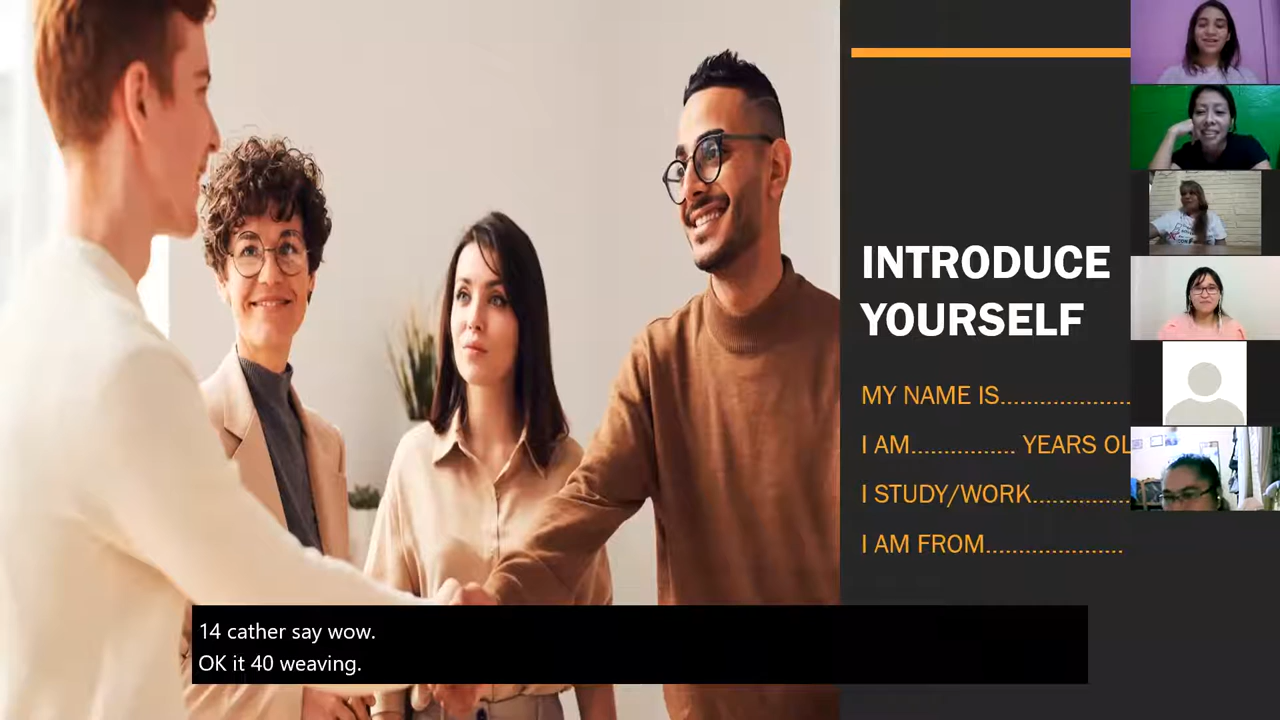 INTRODUCE
YOURSELF
MY NAME IS....................
I AM................ YEARS OL
I STUDY/WORK...............
I AM FROM.....................
14 cather say wow.
OK it 40 weaving.